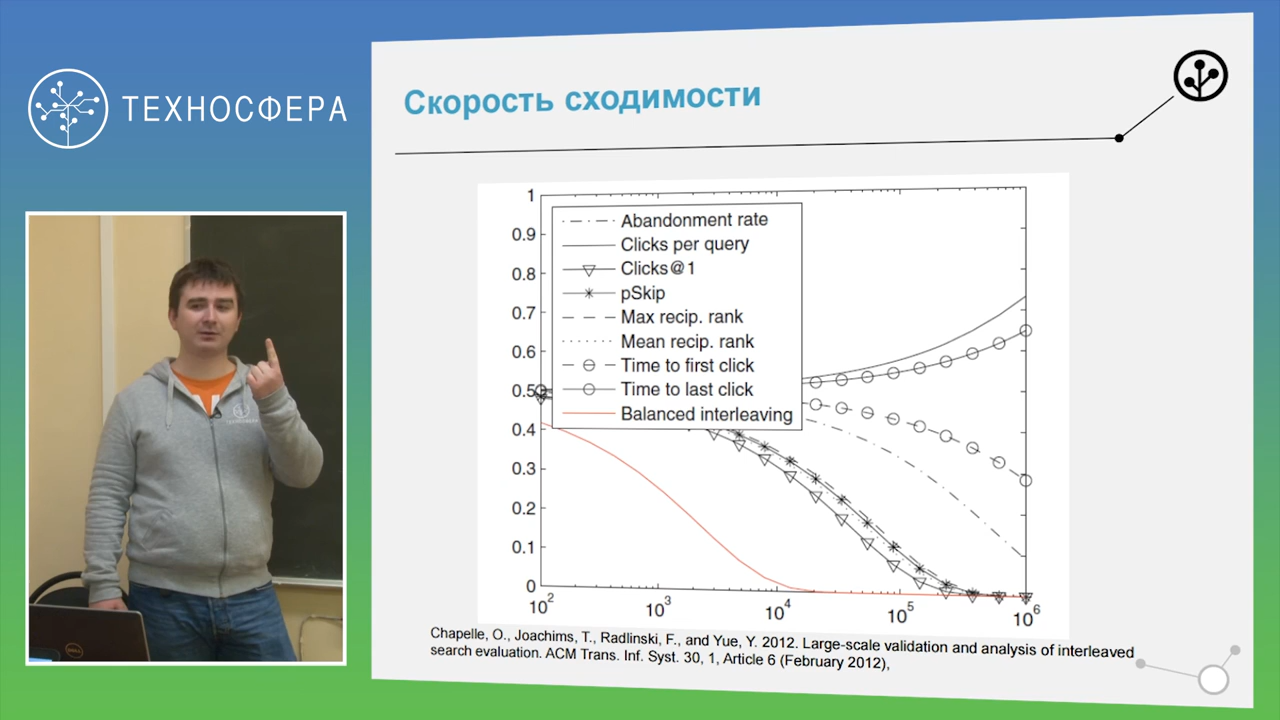 ТЕХНОСФЕРА
Скорость сходимости
1
0.9
0.8
0.7
0.6
0.5
0.4
0.3
0.2
0.1
0
Abandonment rate
Clicks per query
Clicks@1
pSkip
Max recip. rank
Mean recip. rank
Time to first click
Time to last click
Balanced interleaving
10²
10³
10⁴
10⁵
10⁶
Chapelle, O., Joachims, T., Radlinski, F., and Yue, Y. 2012. Large-scale validation and analysis of interleaved
search evaluation. ACM Trans. Inf. Syst. 30, 1, Article 6 (February 2012),